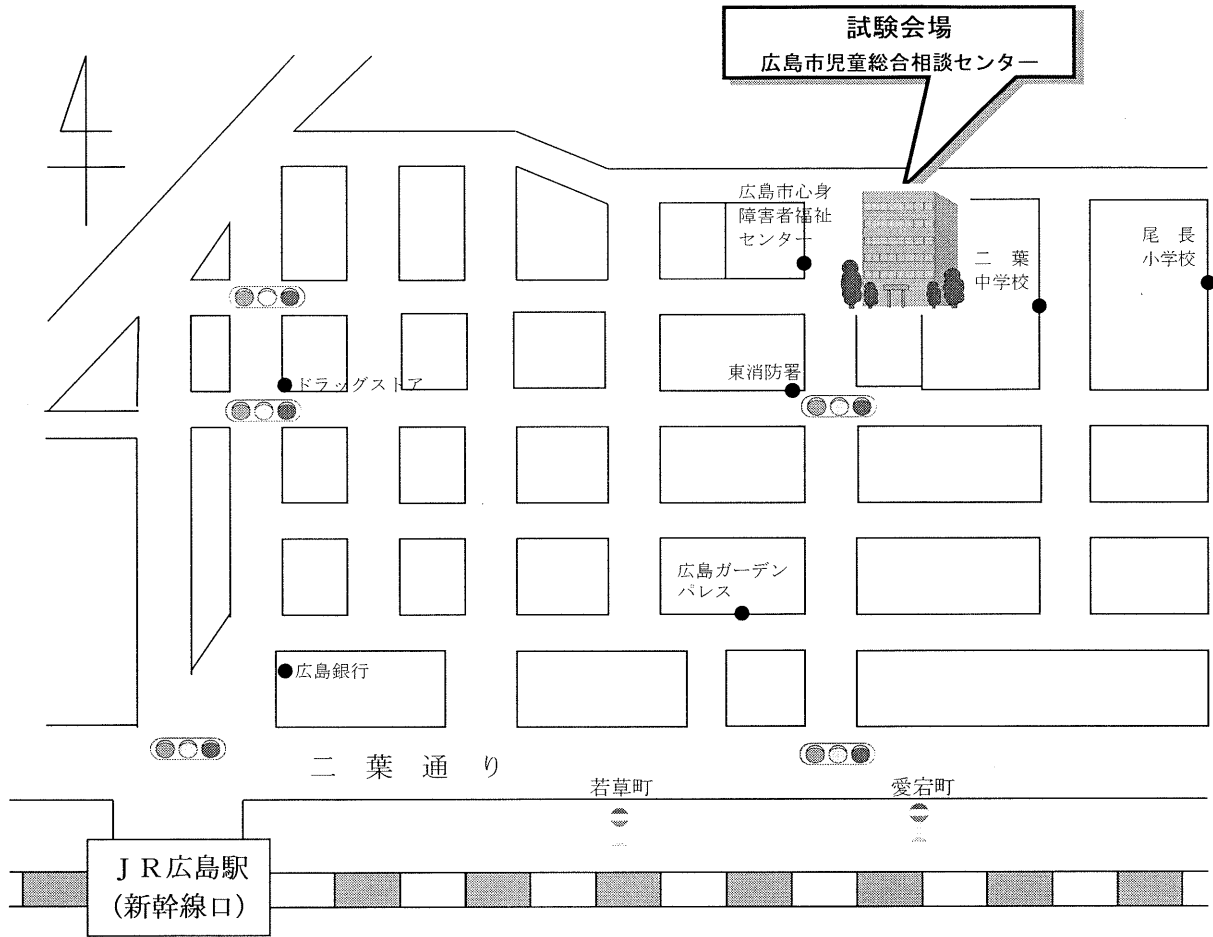 試験会場
広島市児童総合相談センター
広島市心身
障害者福祉
センター
二葉
中学校
尾長
小学校
ドラッグストア
東消防署
広島ガーデン
パレス
広島銀行
二葉通り
若草町
愛宕町
ＪＲ広島駅
(新幹線口)